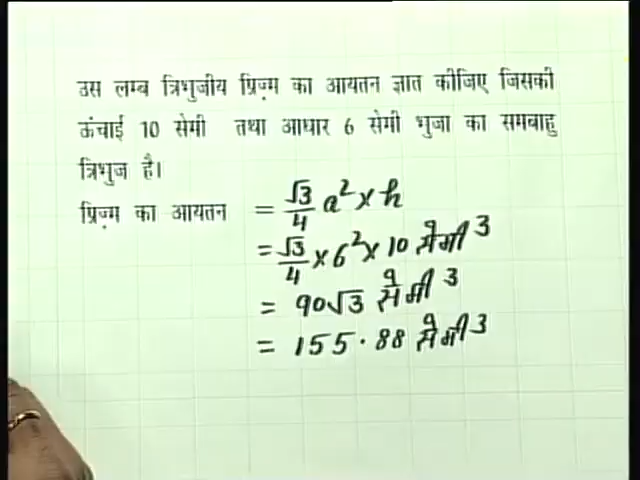 उस लम्ब त्रिभुजीय प्रिज़्म का आयतन ज्ञात कीजिए जिसकी
ऊंचाई 10 सेमी तथा आधार 6 सेमी भुजा का समबाहु
त्रिभुज है।
प्रिज़्म का आयतन = √3/4 a² × h
= √3/4 × 6² × 10 सेमी³
= 90√3 सेमी³
= 155.88 सेमी³